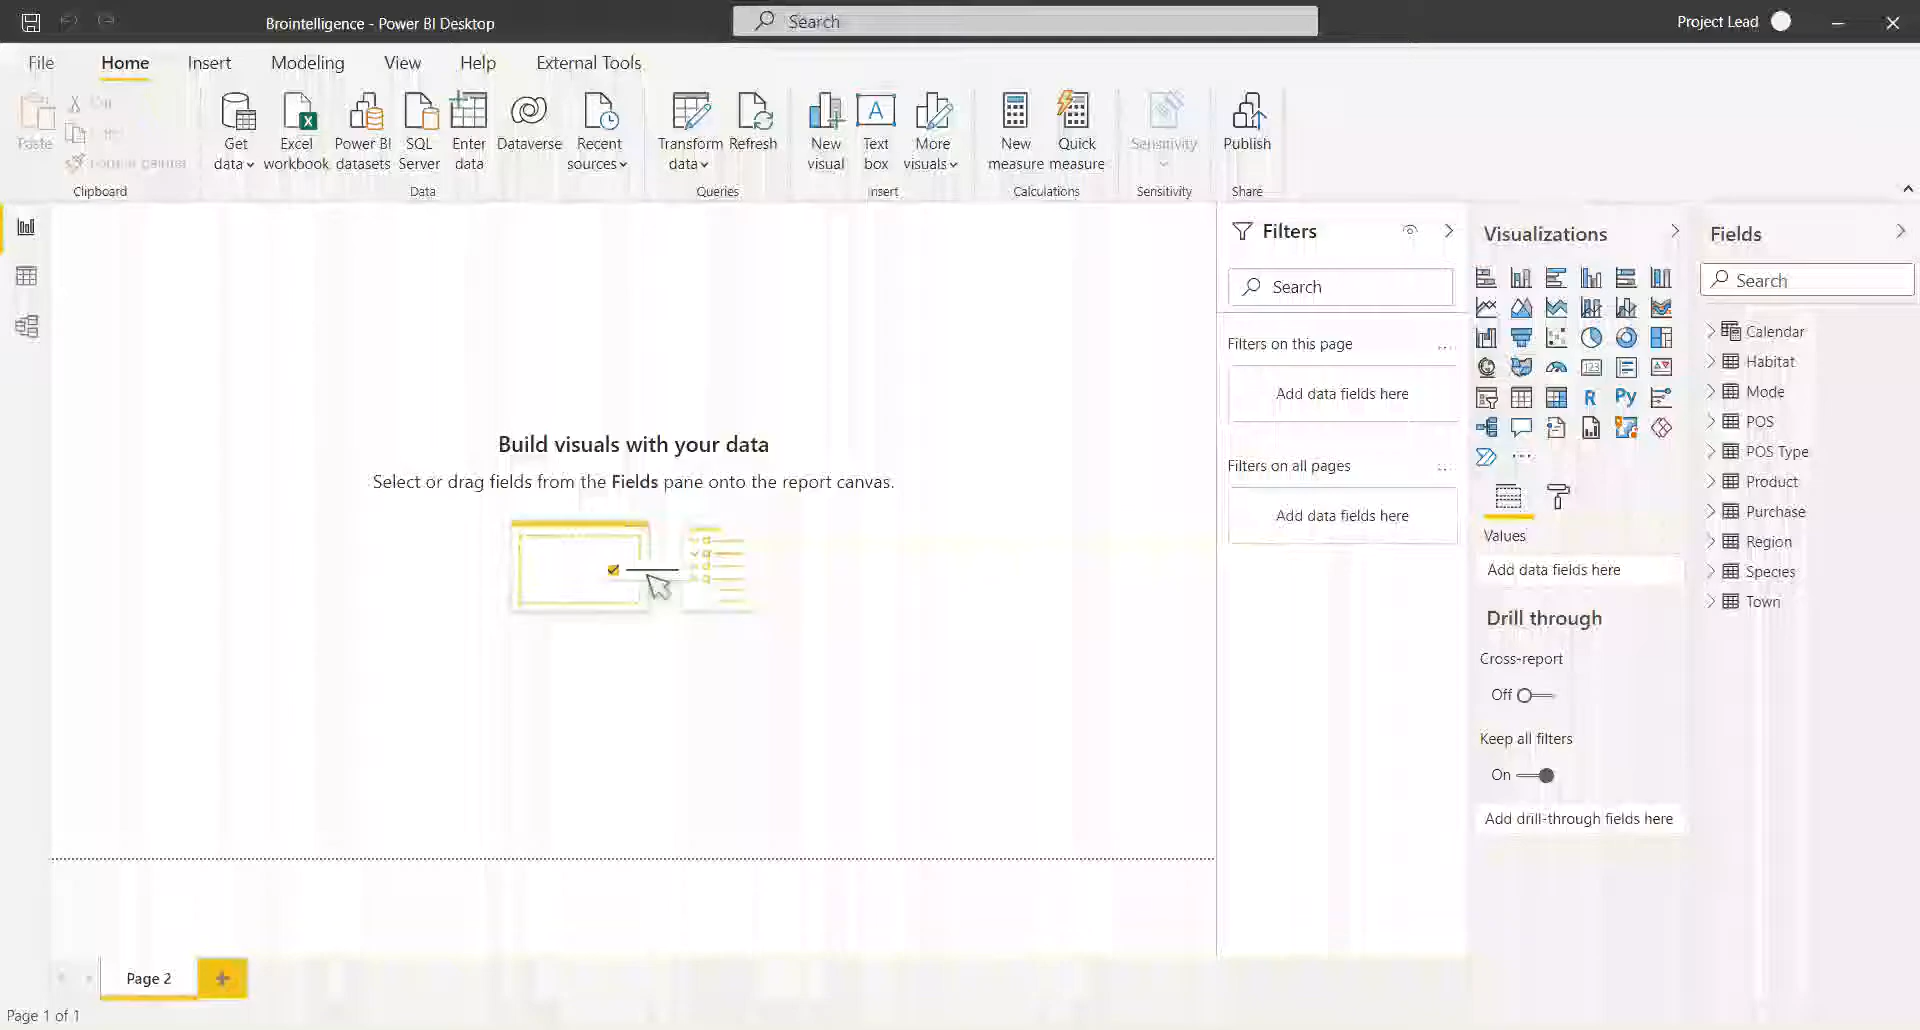 Brointelligence - Power BI Desktop
Search
Project Lead
File
Home
Insert
Modeling
View
Help
External Tools
Paste
Cut
Format painter
Clipboard
Get data
Excel workbook
Power BI datasets
SQL Server
Enter data
Dataverse
Recent sources
Data
Transform data
Refresh
Queries
New visual
Text box
More visuals
Insert
New measure
Quick measure
Calculations
Sensitivity
Sensitivity
Publish
Share
Build visuals with your data
Select or drag fields from the Fields pane onto the report canvas.
Filters
Search
Filters on this page
Add data fields here
Filters on all pages
Add data fields here
Visualizations
R
Py
123
Values
Add data fields here
Drill through
Cross-report
Off
Keep all filters
On
Add drill-through fields here
Fields
Search
Calendar
Habitat
Mode
POS
POS Type
Product
Purchase
Region
Species
Town
Page 2
Page 1 of 1